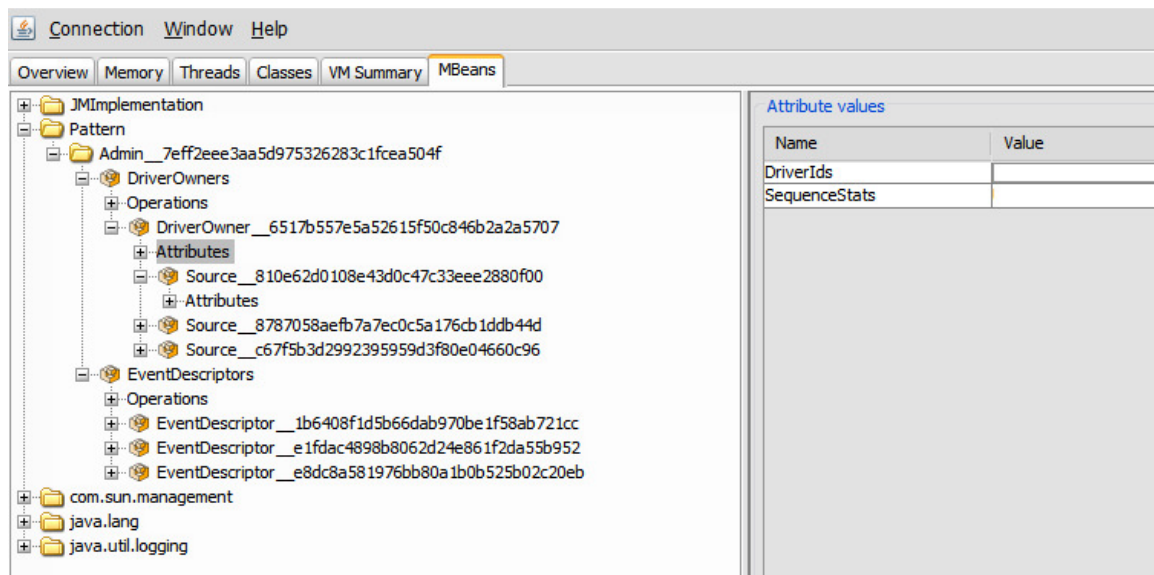 Connection Window Help
Overview Memory Threads Classes VM Summary MBeans
JMImplementation
Pattern
Admin__7eff2eee3aa5d975326283c1fcea504f
DriverOwners
Operations
DriverOwner__6517b557e5a52615f50c846b2a2a5707
Attributes
Source__810e62d0108e43d0c47c33eee2880f00
Attributes
Source__8787058aefb7a7ec0c5a176cb1ddb44d
Source__c67f5b3d2992395959d3f80e04660c96
EventDescriptors
Operations
EventDescriptor__1b6408f1d5b66dab970be1f58ab721cc
EventDescriptor__e1fdac4898b8062d24e861f2da55b952
EventDescriptor__e8dc8a581976bb80a1b0b525b02c20eb
com.sun.management
java.lang
java.util.logging
Attribute values
Name Value
DriverIds
SequenceStats